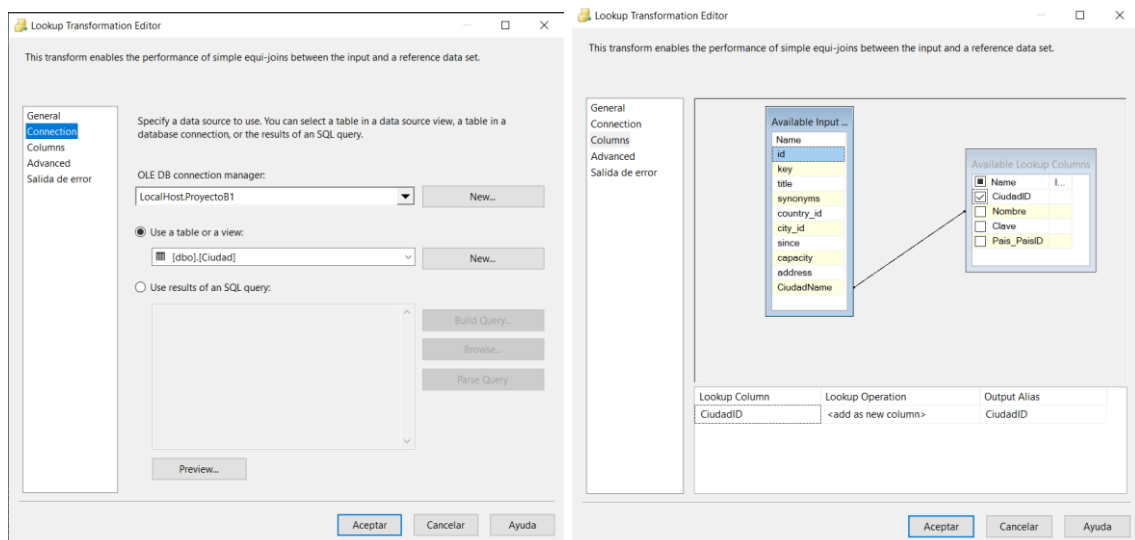 Lookup Transformation Editor
This transform enables the performance of simple equi-joins between the input and a reference data set.
General
Connection
Columns
Advanced
Salida de error
Specify a data source to use. You can select a table in a data source view, a table in a
database connection, or the results of an SQL query.
OLE DB connection manager:
LocalHost.ProyectoB1
New...
Use a table or a view:
[dbo].[Ciudad]
New...
Use results of an SQL query:
Build Query...
Browse...
Parse Query
Preview...
Aceptar
Cancelar
Ayuda
Lookup Transformation Editor
This transform enables the performance of simple equi-joins between the input and a reference data set.
General
Connection
Columns
Advanced
Salida de error
Available Input ...
Name
id
key
title
synonyms
country_id
city_id
since
capacity
address
CiudadName
Available Lookup Columns
Name I...
CiudadID
Nombre
Clave
Pais_PaisID
Lookup Column Lookup Operation Output Alias
CiudadID <add as new column> CiudadID
Aceptar
Cancelar
Ayuda